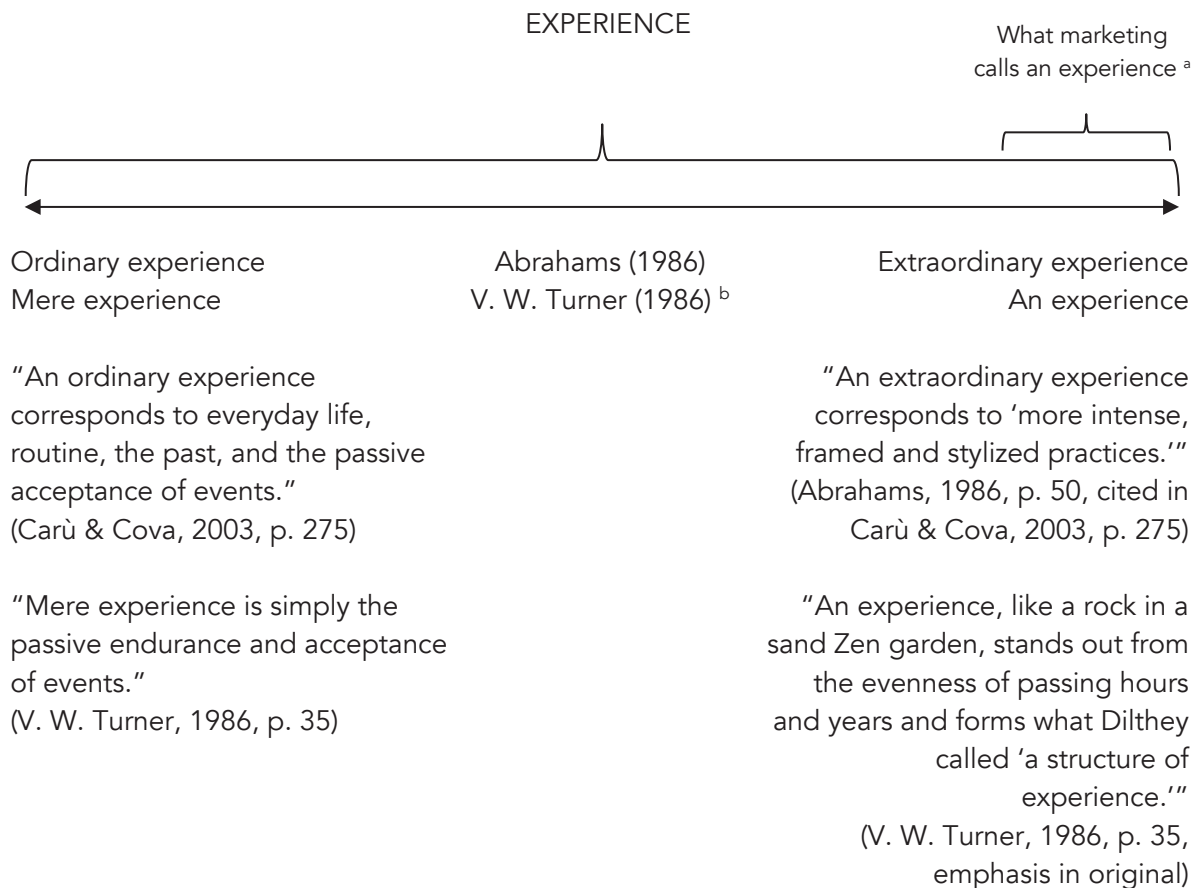 EXPERIENCE
What marketing
calls an experience ᵃ
Ordinary experience
Mere experience
Abrahams (1986)
V. W. Turner (1986) ᵇ
Extraordinary experience
An experience
“An ordinary experience
corresponds to everyday life,
routine, the past, and the passive
acceptance of events.”
(Carù & Cova, 2003, p. 275)
“An extraordinary experience
corresponds to ‘more intense,
framed and stylized practices.’”
(Abrahams, 1986, p. 50, cited in
Carù & Cova, 2003, p. 275)
“Mere experience is simply the
passive endurance and acceptance
of events.”
(V. W. Turner, 1986, p. 35)
“An experience, like a rock in a
sand Zen garden, stands out from
the evenness of passing hours
and years and forms what Dilthey
called ‘a structure of
experience.’”
(V. W. Turner, 1986, p. 35,
emphasis in original)